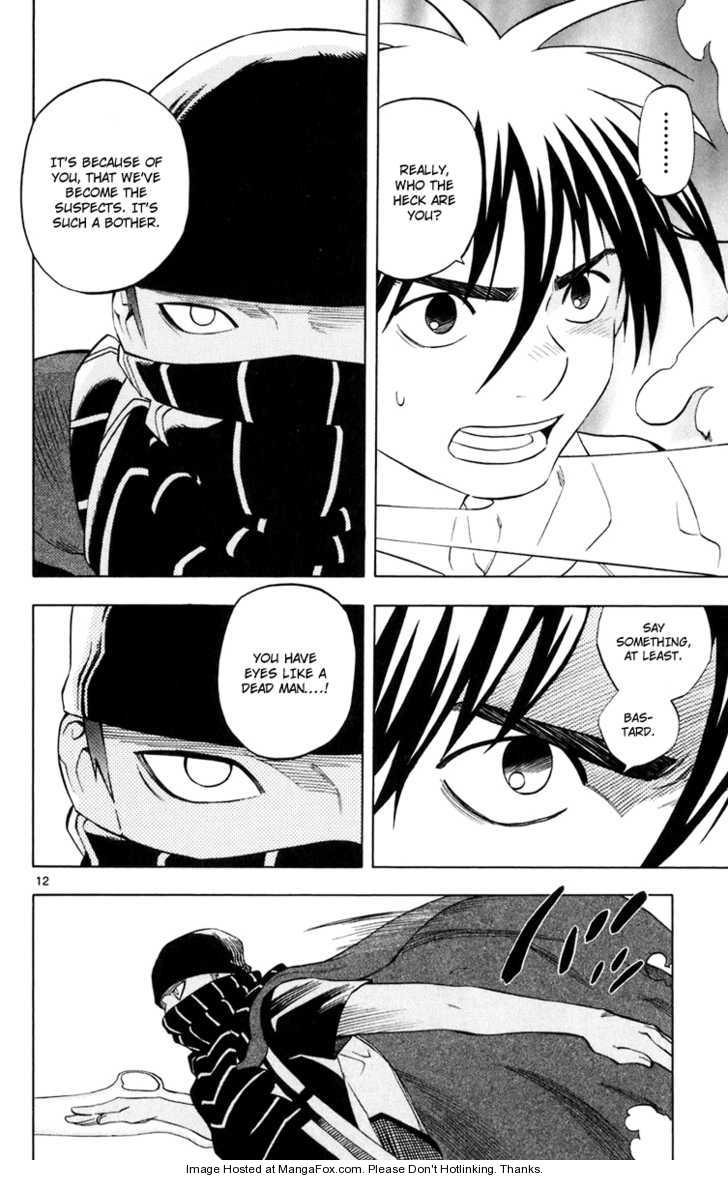 .........
REALLY,
WHO THE
HECK ARE
YOU?
IT'S BECAUSE OF
YOU, THAT WE'VE
BECOME THE
SUSPECTS. IT'S
SUCH A BOTHER.
SAY
SOMETHING,
AT LEAST.
BAS-
TARD.
YOU HAVE
EYES LIKE A
DEAD MAN....!
12
Image Hosted at MangaFox.com. Please Don't Hotlinking. Thanks.